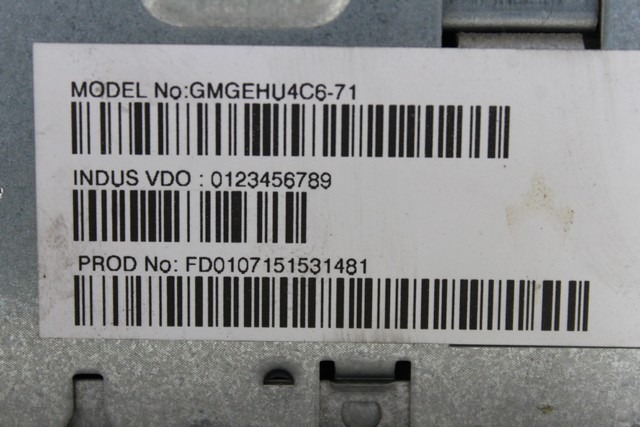 MODEL No:GMGEHU4C6-71
INDUS VDO : 0123456789
PROD No: FD0107151531481